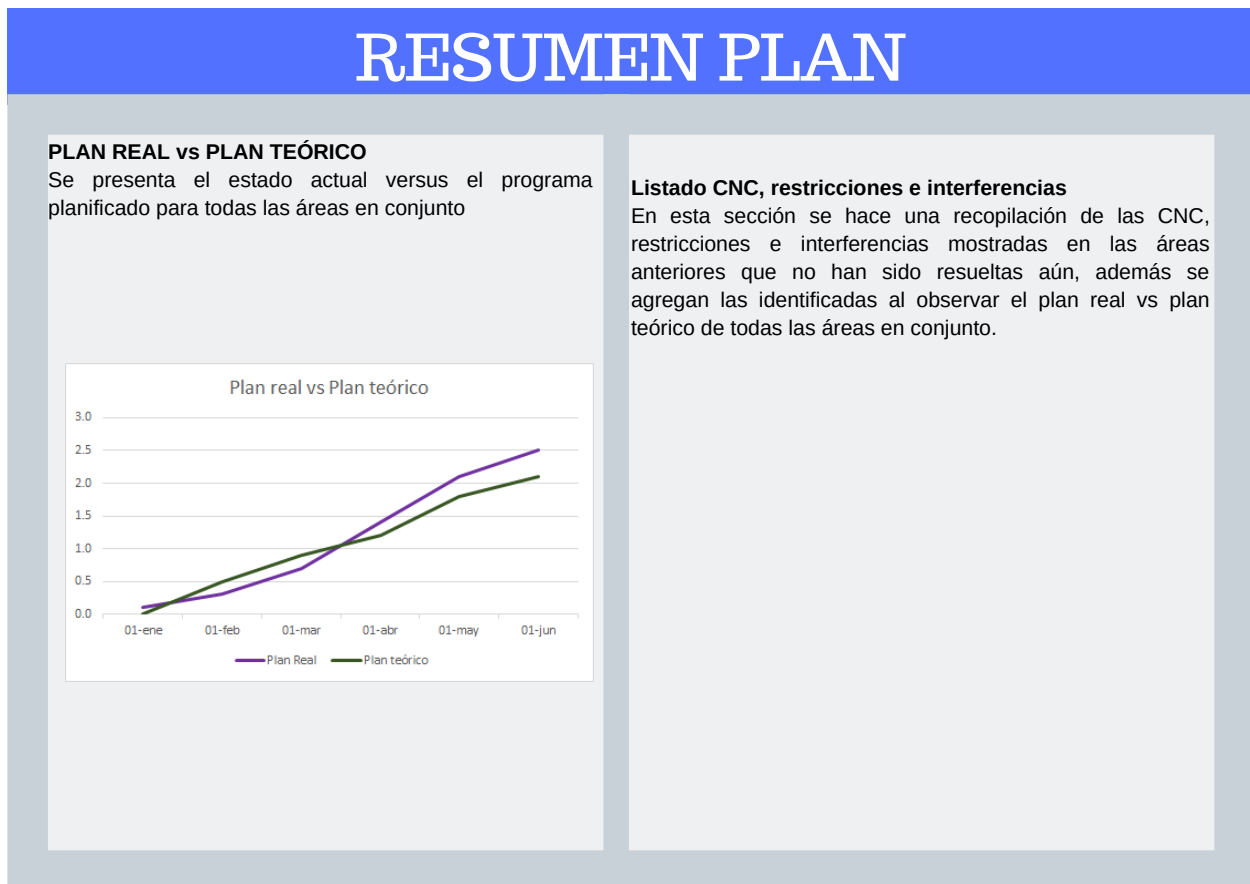 RESUMEN PLAN
PLAN REAL vs PLAN TEÓRICO
Se presenta el estado actual versus el programa
planificado para todas las áreas en conjunto
Plan real vs Plan teórico
3.0
2.5
2.0
1.5
1.0
0.5
0.0
01-ene 01-feb 01-mar 01-abr 01-may 01-jun
Plan Real Plan teórico
Listado CNC, restricciones e interferencias
En esta sección se hace una recopilación de las CNC,
restricciones e interferencias mostradas en las áreas
anteriores que no han sido resueltas aún, además se
agregan las identificadas al observar el plan real vs plan
teórico de todas las áreas en conjunto.